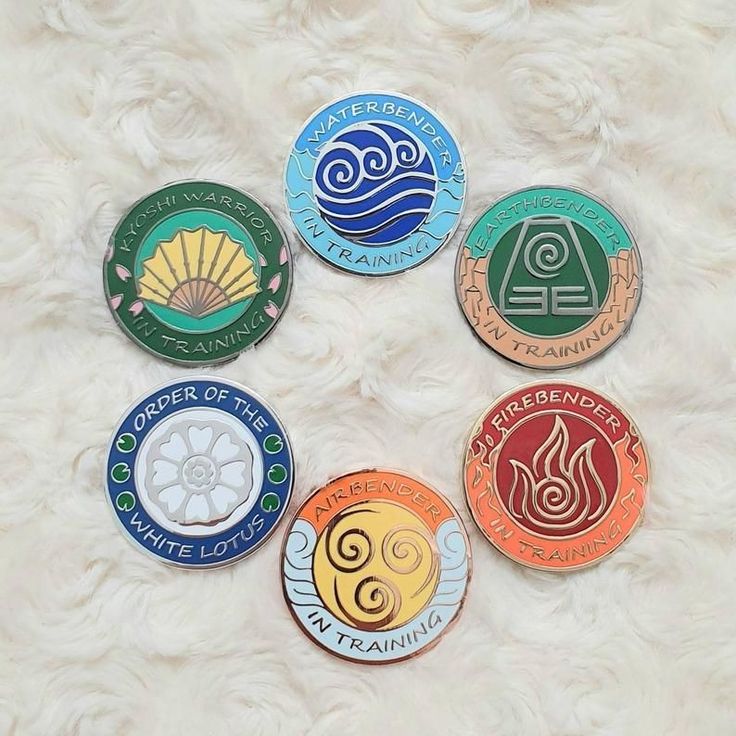 WATERBENDER
IN TRAINING
KYOSHI WARRIOR
IN TRAINING
EARTHBENDER
IN TRAINING
ORDER OF THE
WHITE LOTUS
FIREBENDER
IN TRAINING
AIRBENDER
IN TRAINING